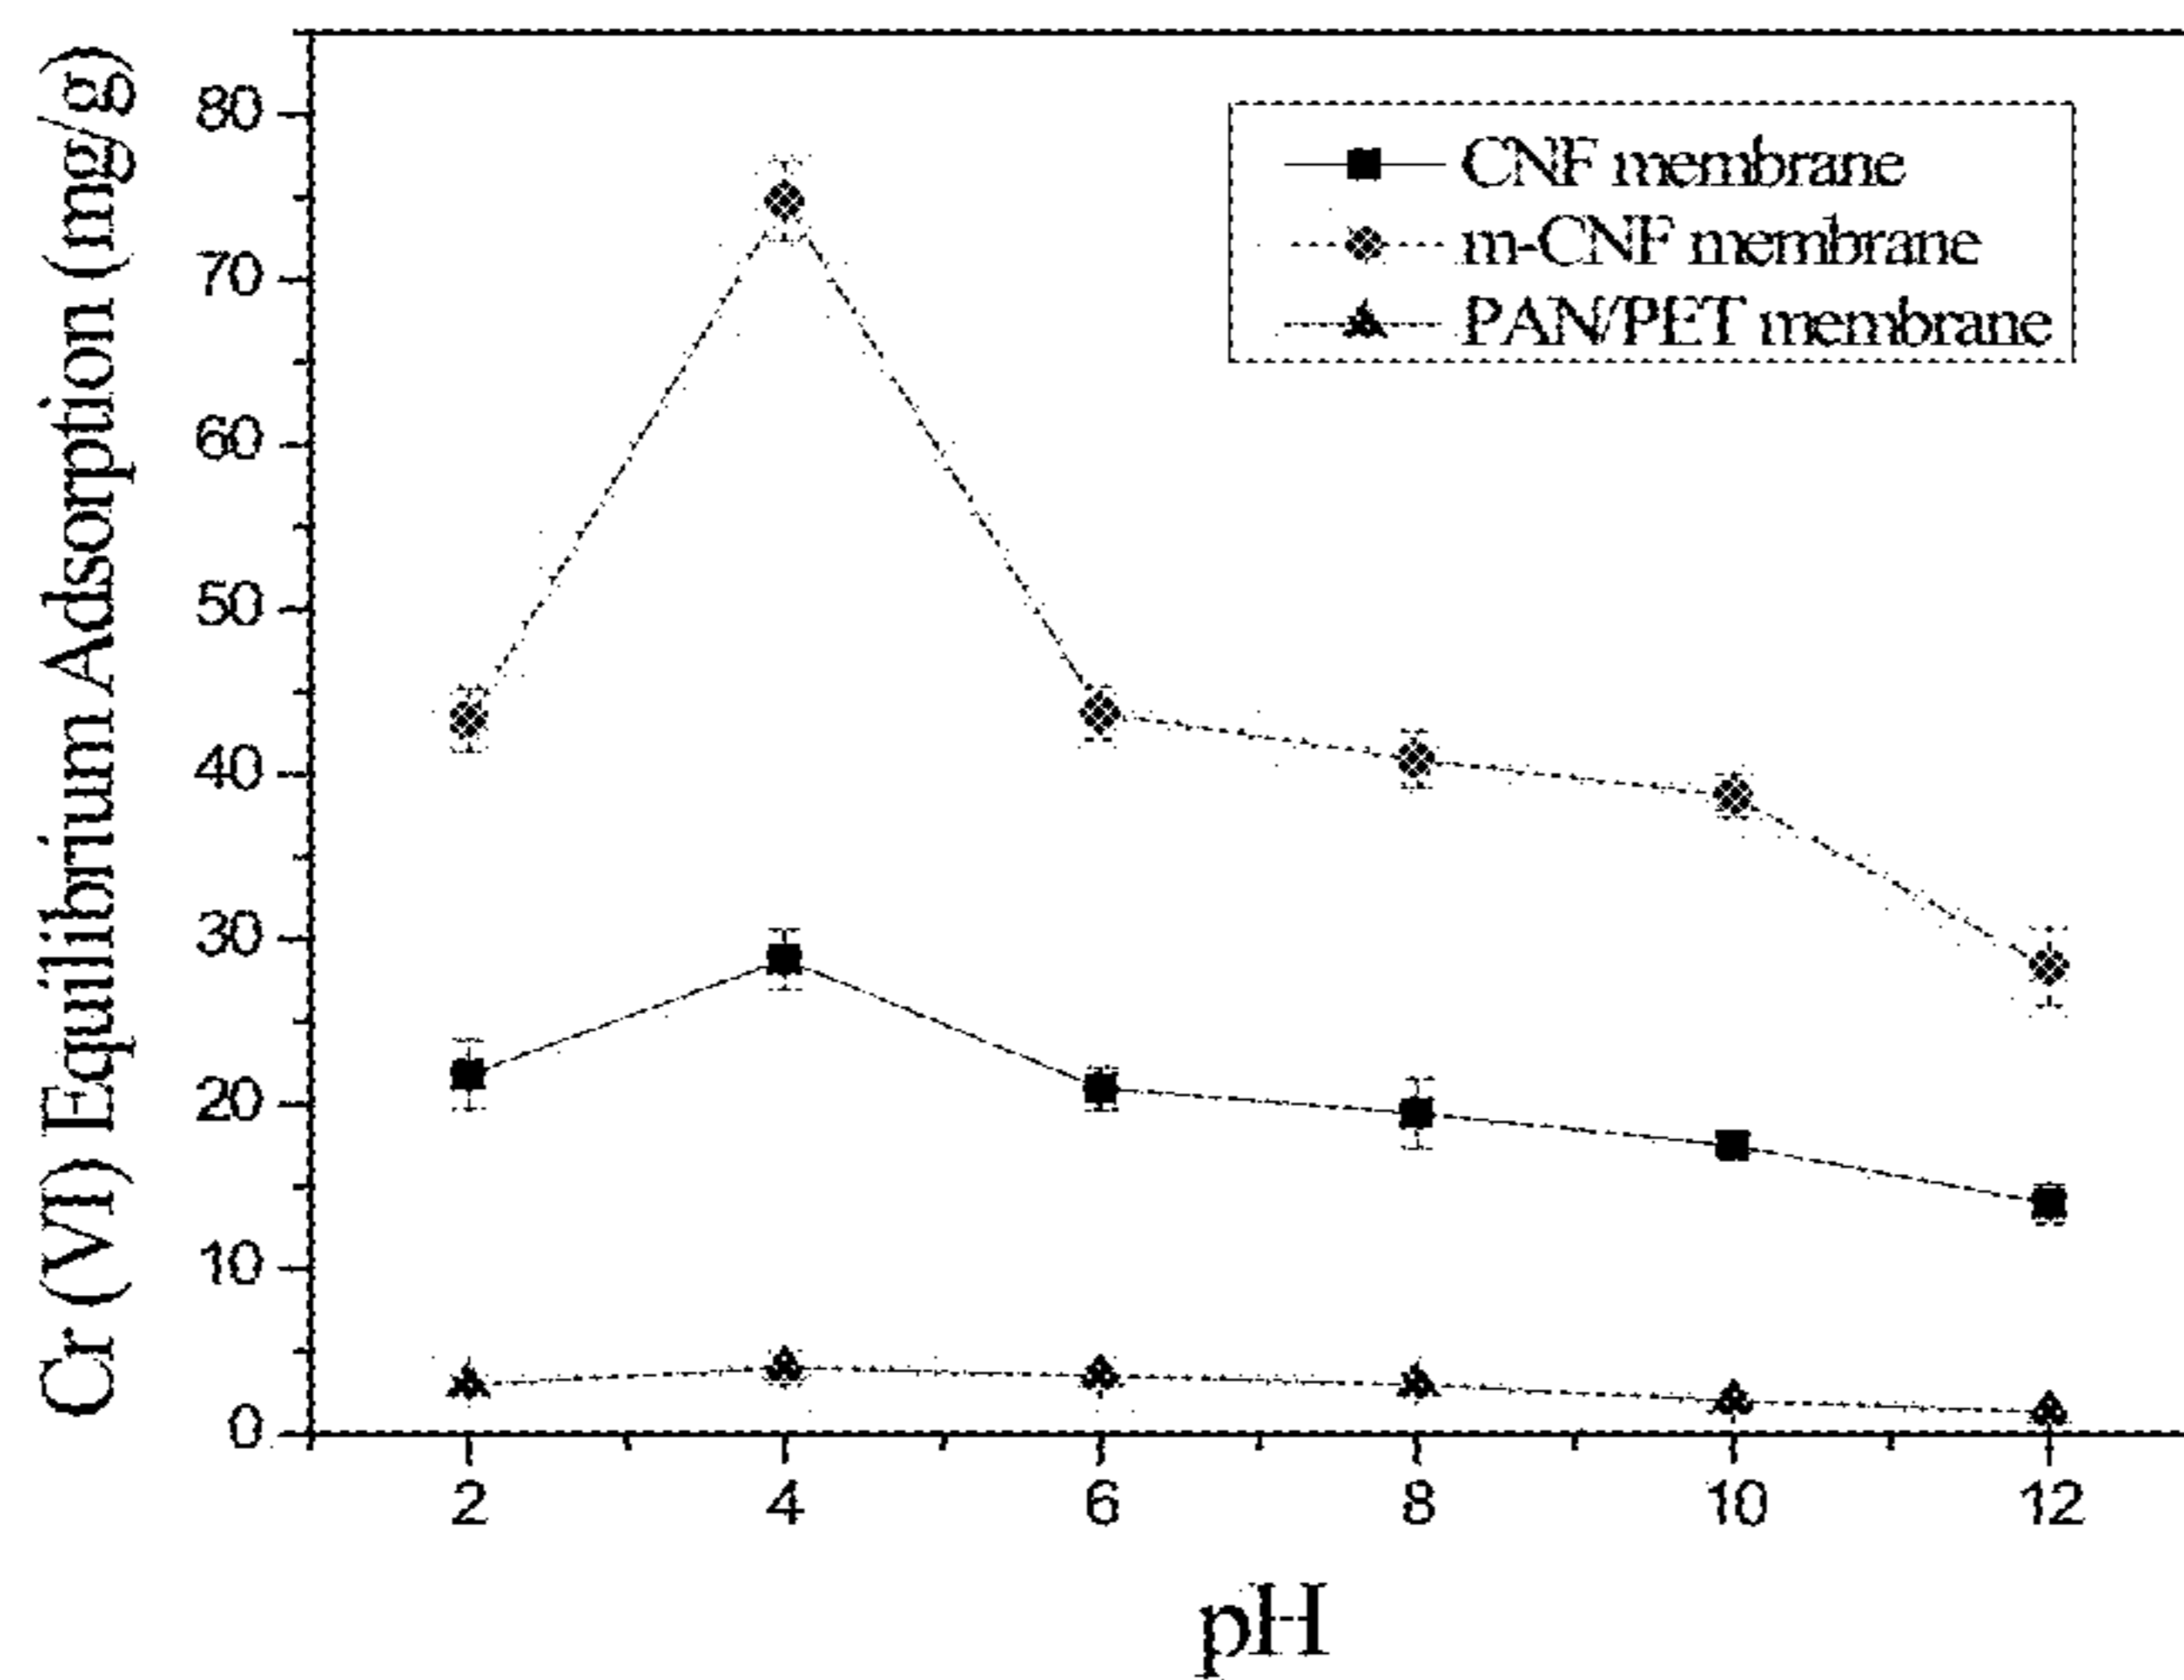 Cr (VI) Equilibrium Adsorption (mg/g)
80
70
60
50
40
30
20
10
0
CNF membrane
m-CNF membrane
PAN/PET membrane
2 4 6 8 10 12
pH